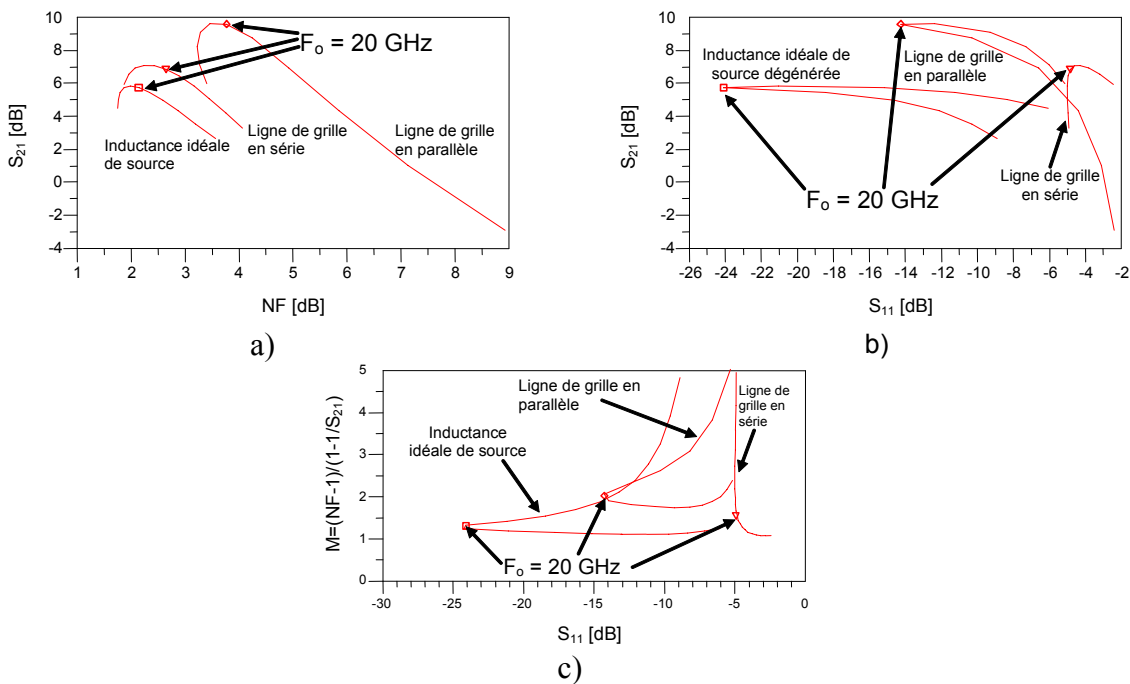 10
8
6
4
2
0
-2
-4
S21 [dB]
Fo = 20 GHz
Inductance idéale
de source
Ligne de grille
en série
Ligne de grille
en parallèle
1 2 3 4 5 6 7 8 9
NF [dB]
a)
10
8
6
4
2
0
-2
-4
S21 [dB]
Inductance idéale de
source dégénérée
Ligne de grille
en parallèle
Fo = 20 GHz
Ligne de grille
en série
-26 -24 -22 -20 -18 -16 -14 -12 -10 -8 -6 -4 -2
S11 [dB]
b)
5
4
3
2
1
0
M=(NF-1)/(1-1/S21)
Ligne de grille en
parallèle
Ligne de
grille en
série
Inductance
idéale de source
Fo = 20 GHz
-30 -25 -20 -15 -10 -5 0
S11 [dB]
c)